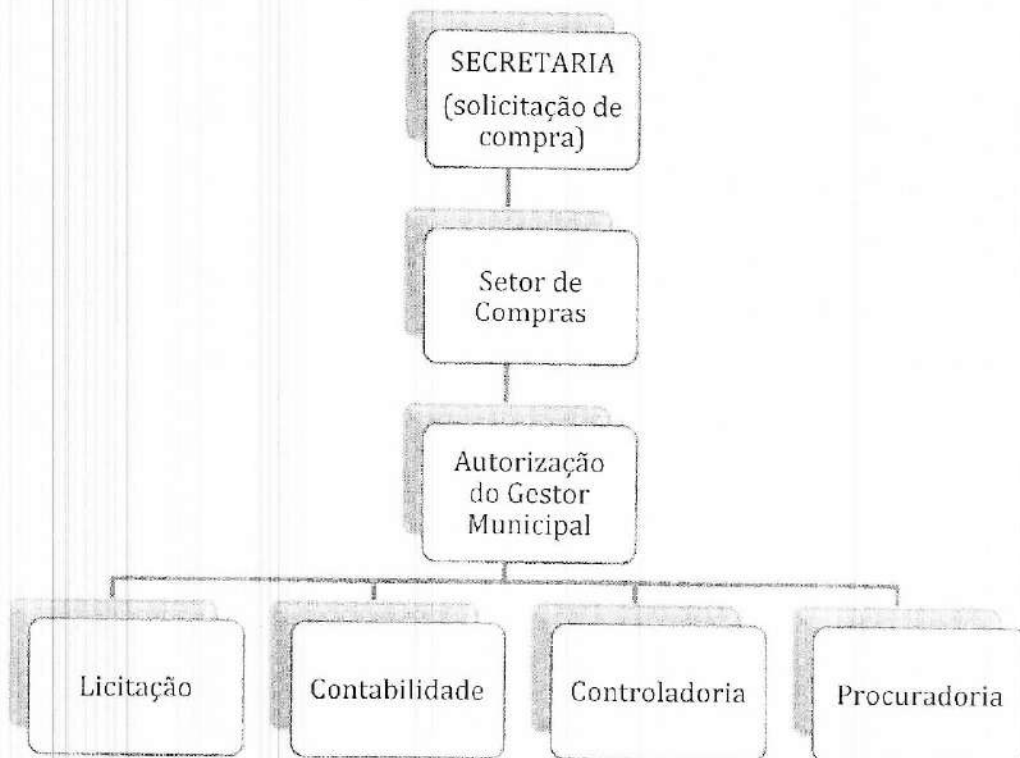 SECRETARIA
(solicitação de
compra)
Setor de
Compras
Autorização
do Gestor
Municipal
Licitação
Contabilidade
Controladoria
Procuradoria